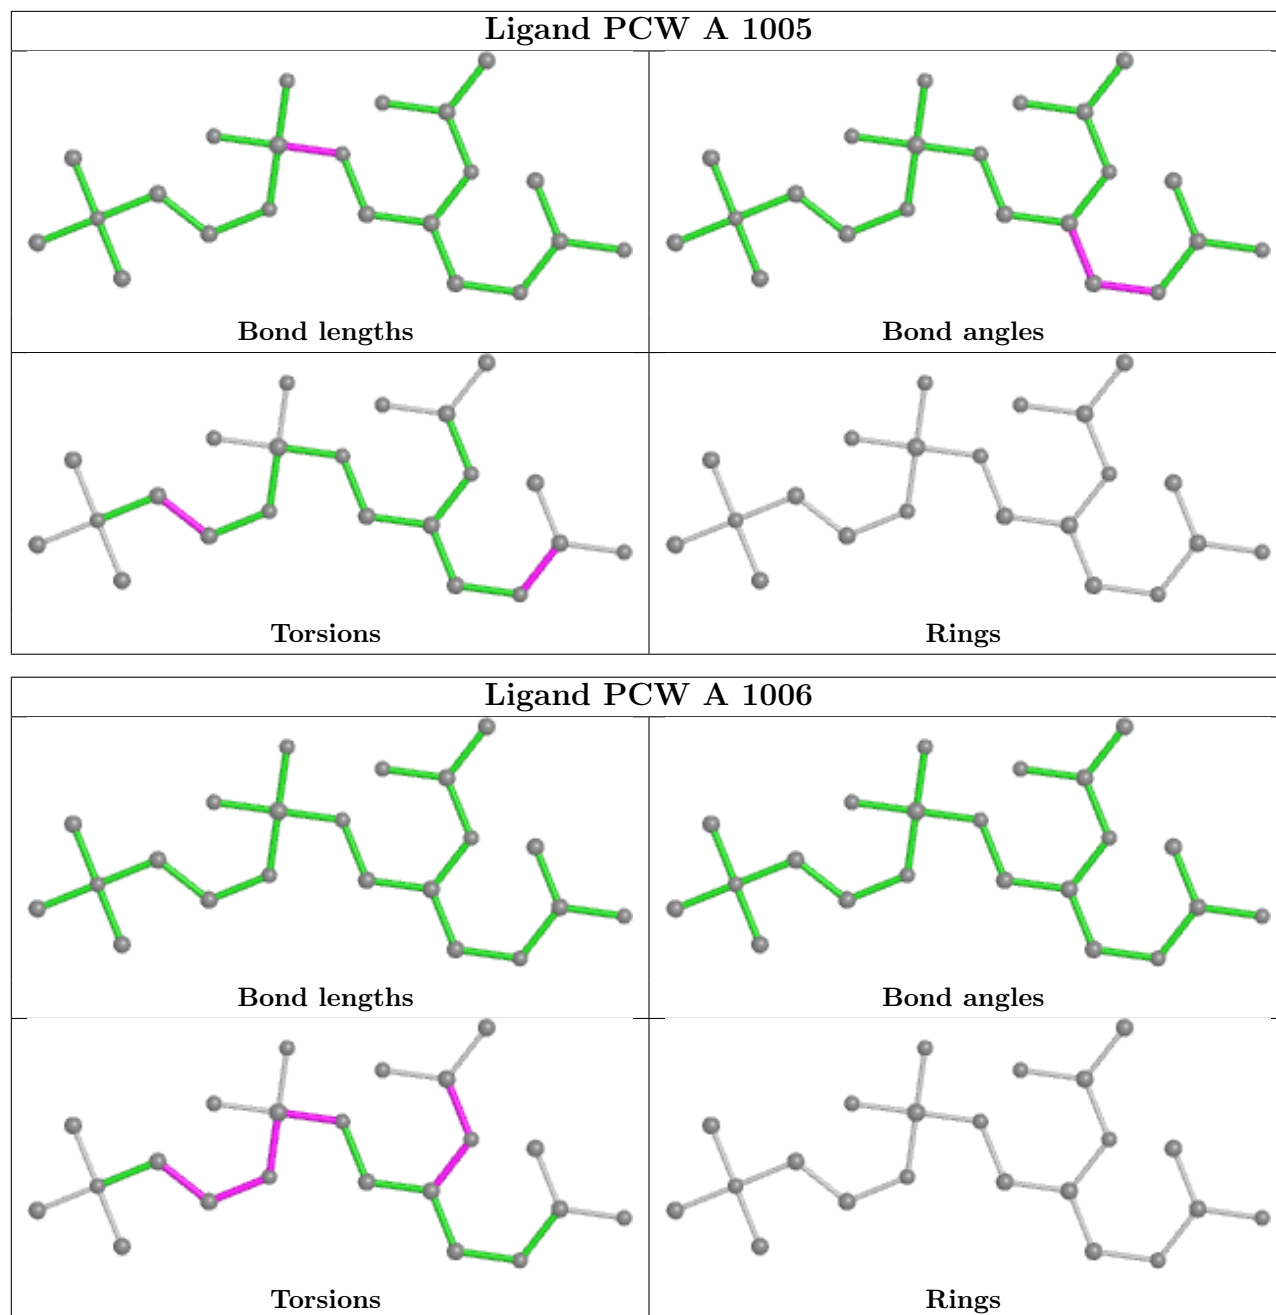 Ligand PCW A 1005
Bond lengths
Bond angles
Torsions
Rings
Ligand PCW A 1006
Bond lengths
Bond angles
Torsions
Rings